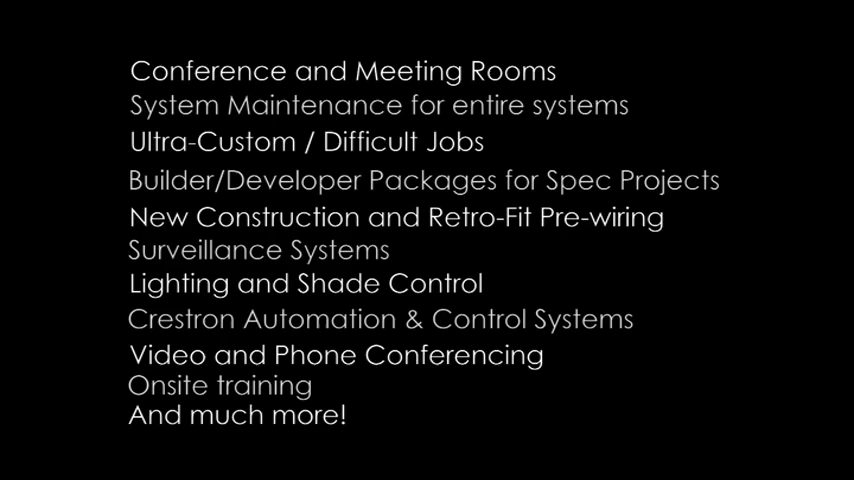 Conference and Meeting Rooms
System Maintenance for entire systems
Ultra-Custom / Difficult Jobs
Builder/Developer Packages for Spec Projects
New Construction and Retro-Fit Pre-wiring
Surveillance Systems
Lighting and Shade Control
Crestron Automation & Control Systems
Video and Phone Conferencing
Onsite training
And much more!